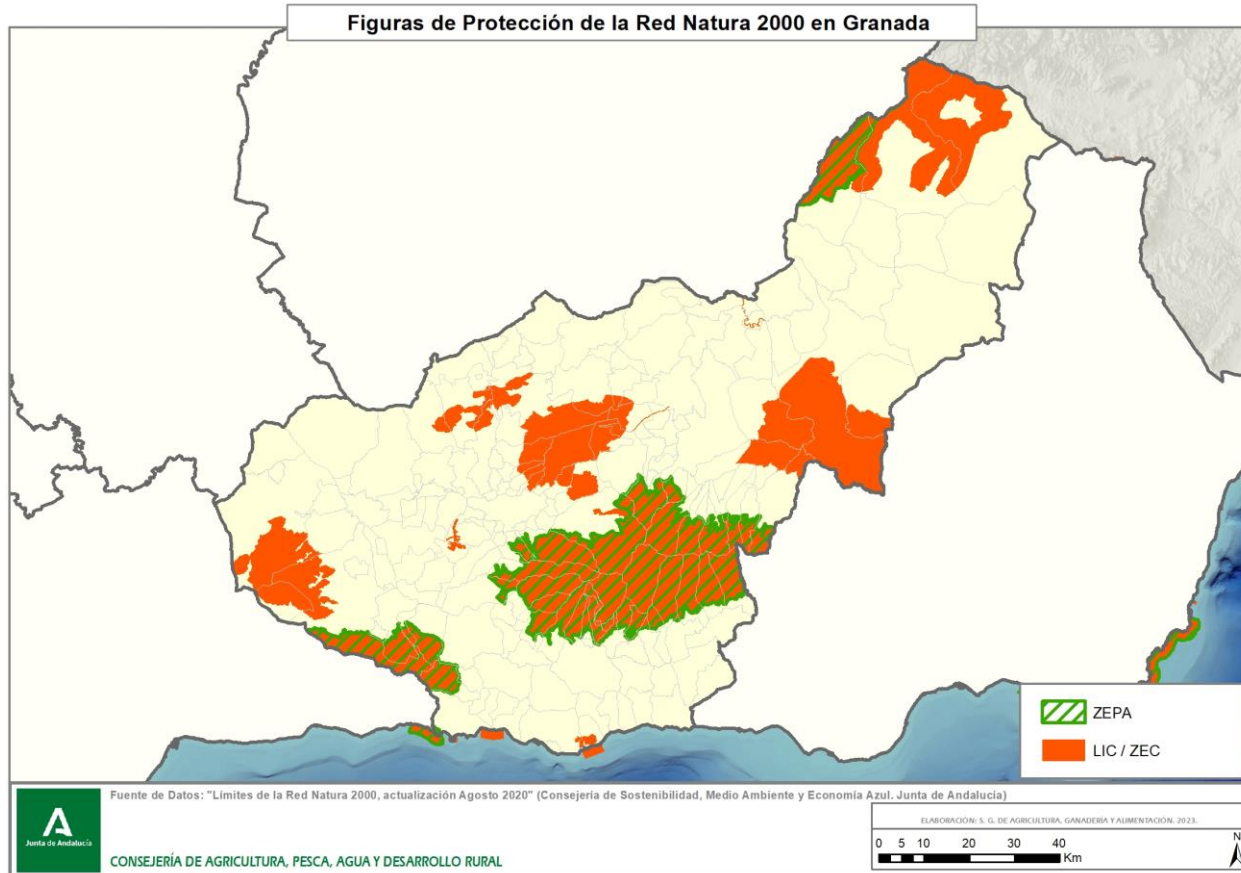 Figuras de Protección de la Red Natura 2000 en Granada
ZEPA
LIC / ZEC
Fuente de Datos: "Límites de la Red Natura 2000, actualización Agosto 2020" (Consejería de Sostenibilidad, Medio Ambiente y Economía Azul. Junta de Andalucía)
Junta de Andalucía
CONSEJERÍA DE AGRICULTURA, PESCA, AGUA Y DESARROLLO RURAL
ELABORACIÓN: S. G. DE AGRICULTURA, GANADERÍA Y ALIMENTACIÓN. 2023.
0 5 10 20 30 40
Km
N